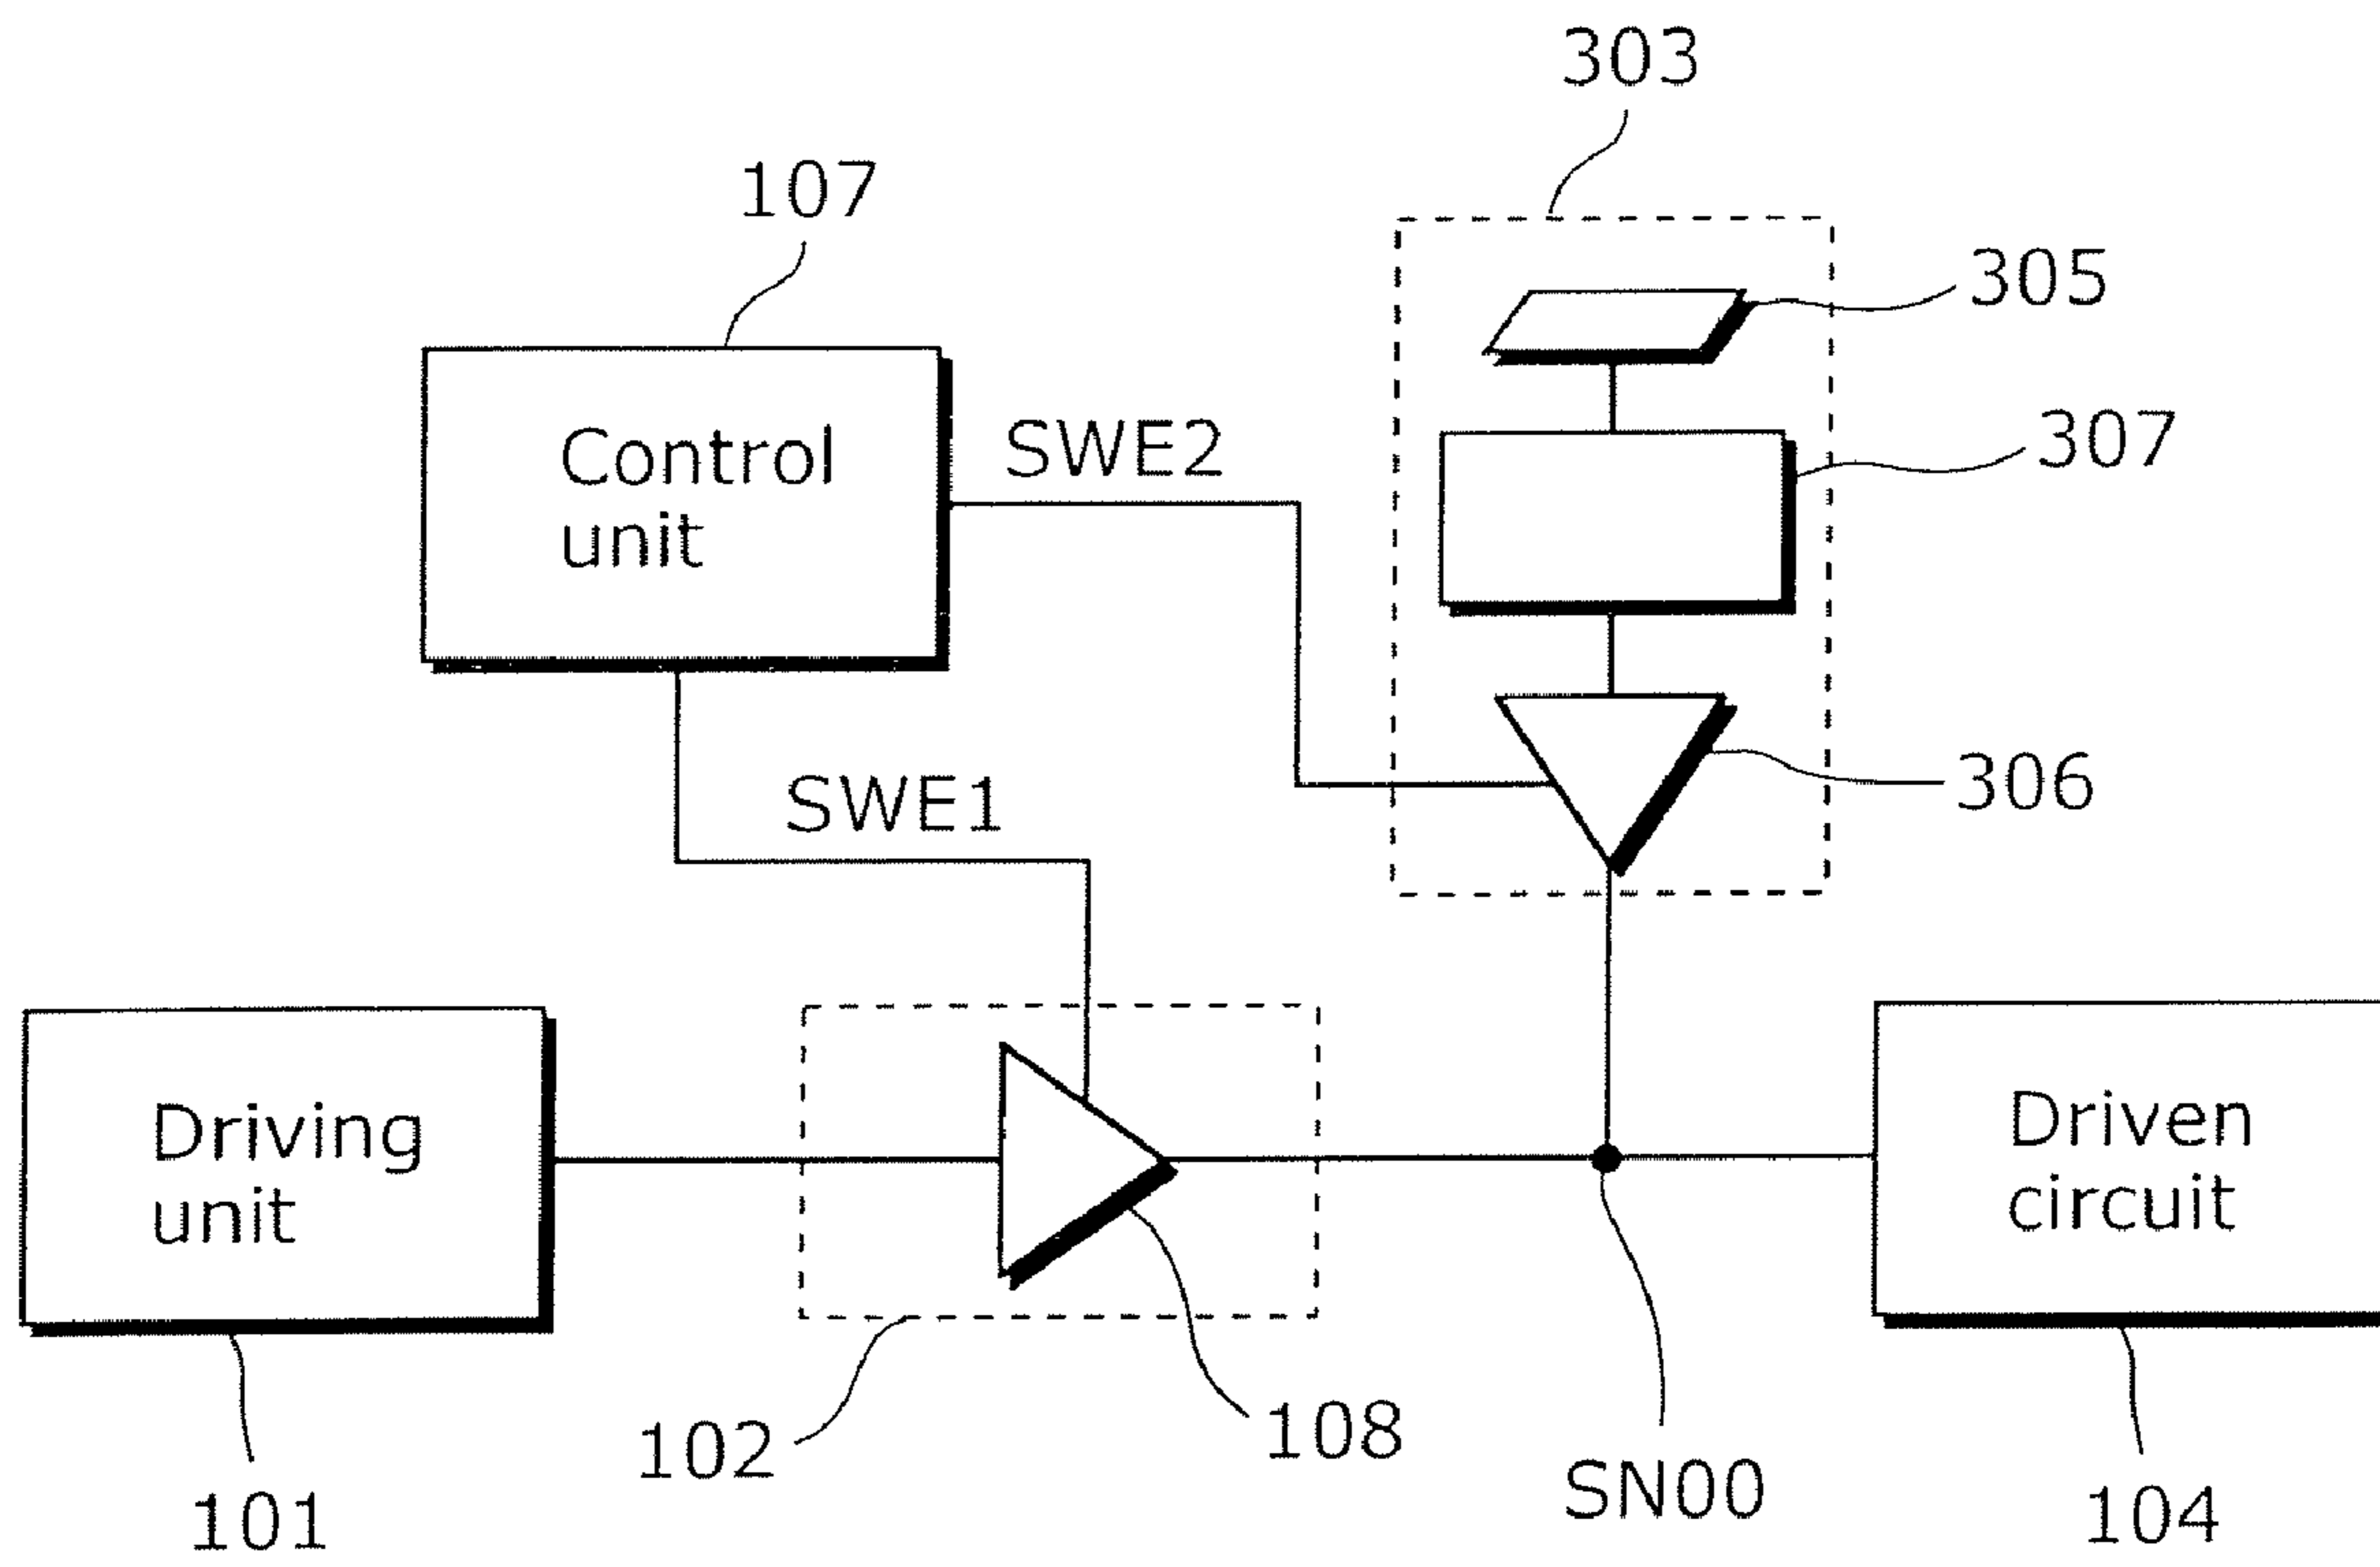 303
107
305
307
Control
unit
SWE2
306
SWE1
Driving
unit
Driven
circuit
102
108
SN00
101
104